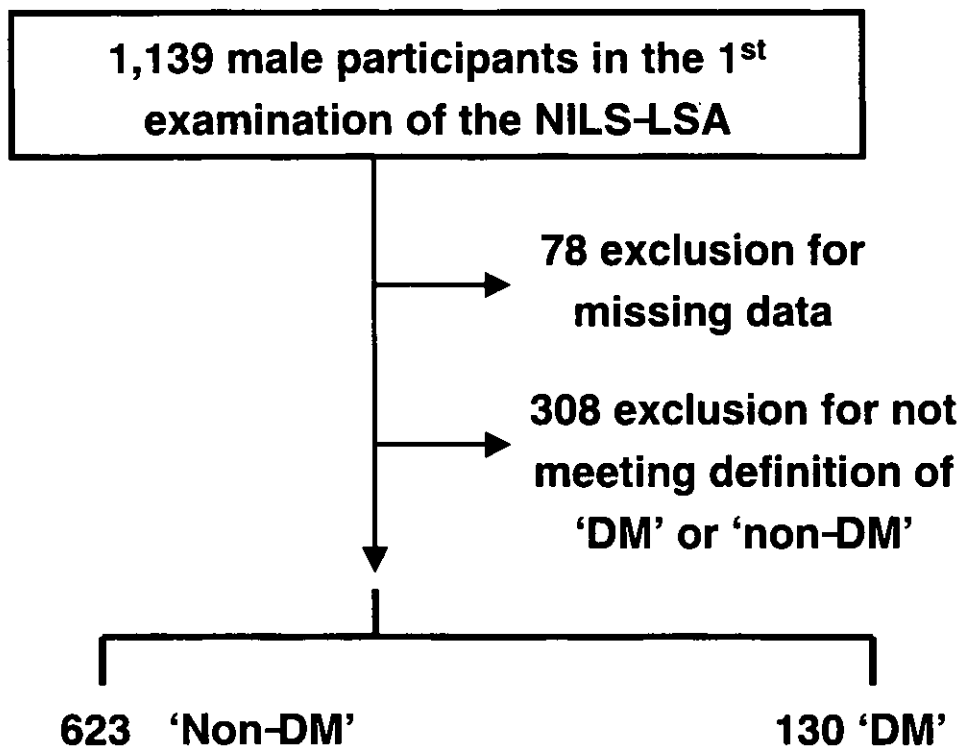 1,139 male participants in the 1st
examination of the NILS-LSA
78 exclusion for
missing data
308 exclusion for not
meeting definition of
‘DM’ or ‘non-DM’
623 ‘Non-DM’
130 ‘DM’